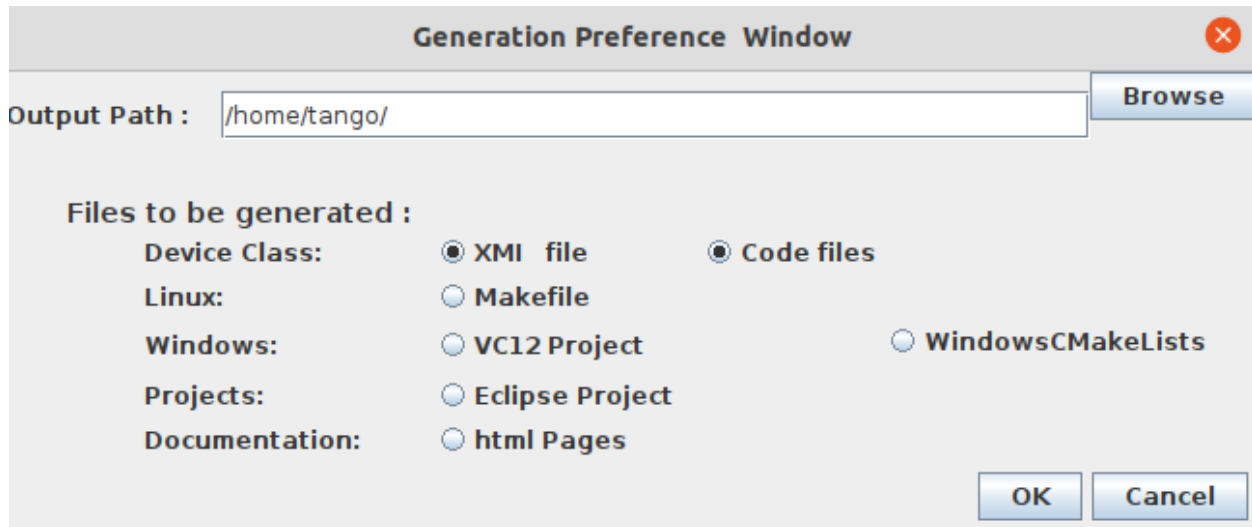 Generation Preference  Window
Browse
Output Path :
/home/tango/
Files to be generated :
Device Class: XMI  file Code files
Linux: Makefile
Windows: VC12 Project WindowsCMakeLists
Projects: Eclipse Project
Documentation: html Pages
OK Cancel